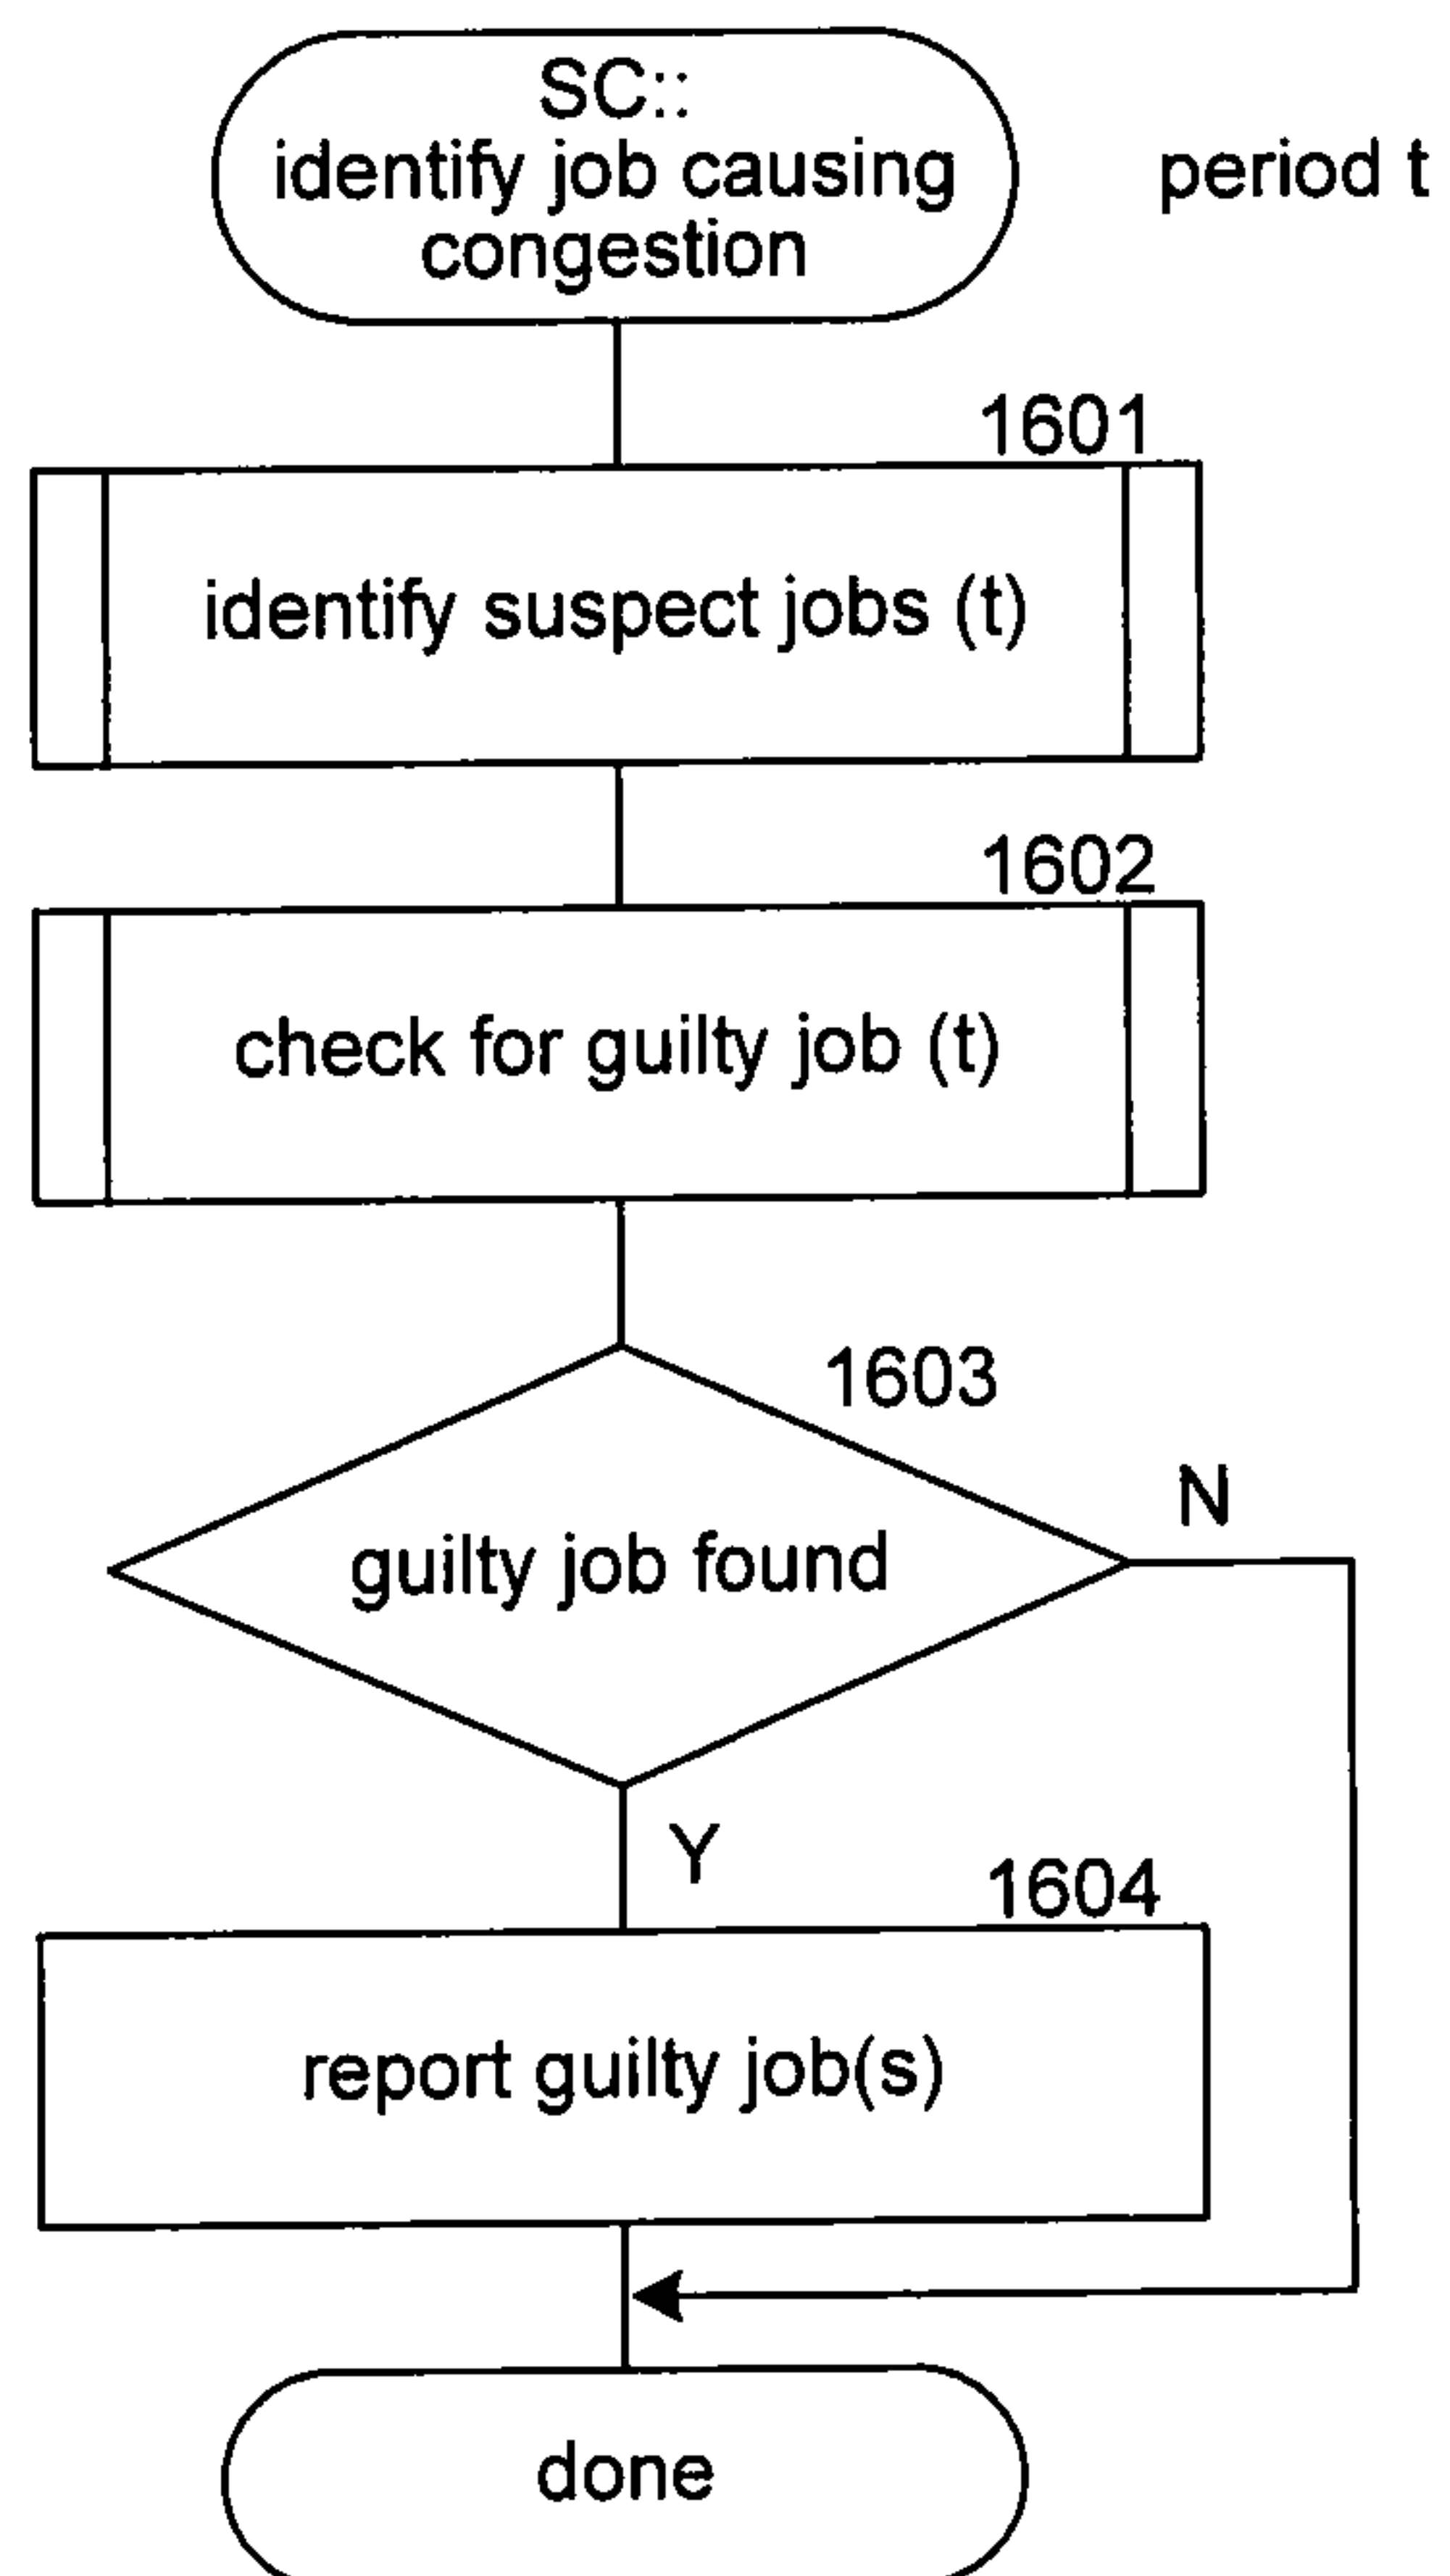 SC::
identify job causing
congestion
period t
1601
identify suspect jobs (t)
1602
check for guilty job (t)
1603
guilty job found
N
Y
1604
report guilty job(s)
done